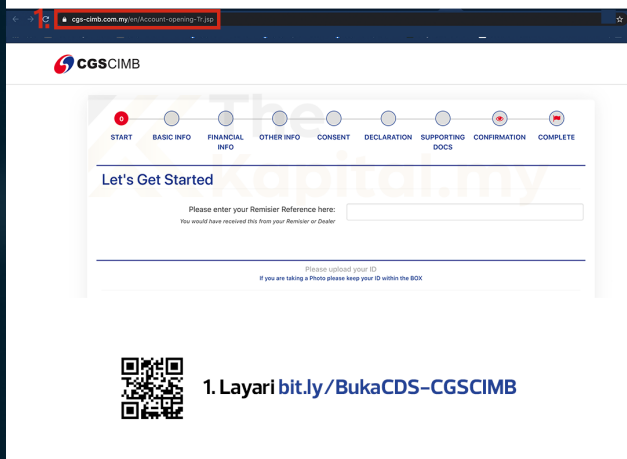 1.
cgs-cimb.com.my/en/Account-opening-Tr.jsp
CGSCIMB
The
Kapital.my
0
START
BASIC INFO
FINANCIAL
INFO
OTHER INFO
CONSENT
DECLARATION
SUPPORTING
DOCS
CONFIRMATION
COMPLETE
Let's Get Started
Please enter your Remisier Reference here:
You would have received this from your Remisier or Dealer
Please upload your ID
If you are taking a Photo please keep your ID within the BOX
1. Layari bit.ly/BukaCDS-CGSCIMB